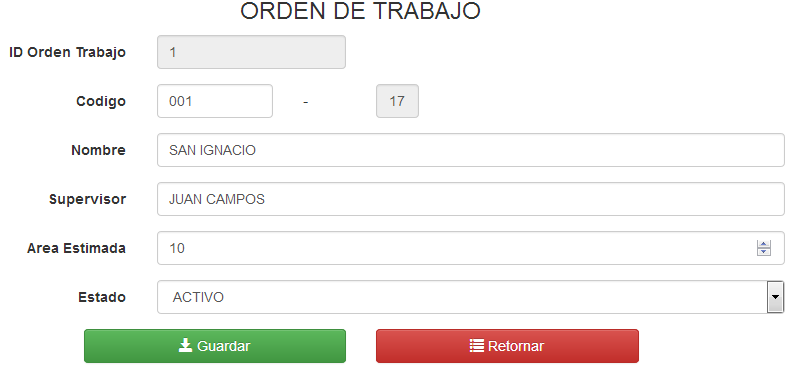 ORDEN DE TRABAJO
ID Orden Trabajo 1
Codigo 001 - 17
Nombre SAN IGNACIO
Supervisor JUAN CAMPOS
Area Estimada 10
Estado ACTIVO
Guardar Retornar